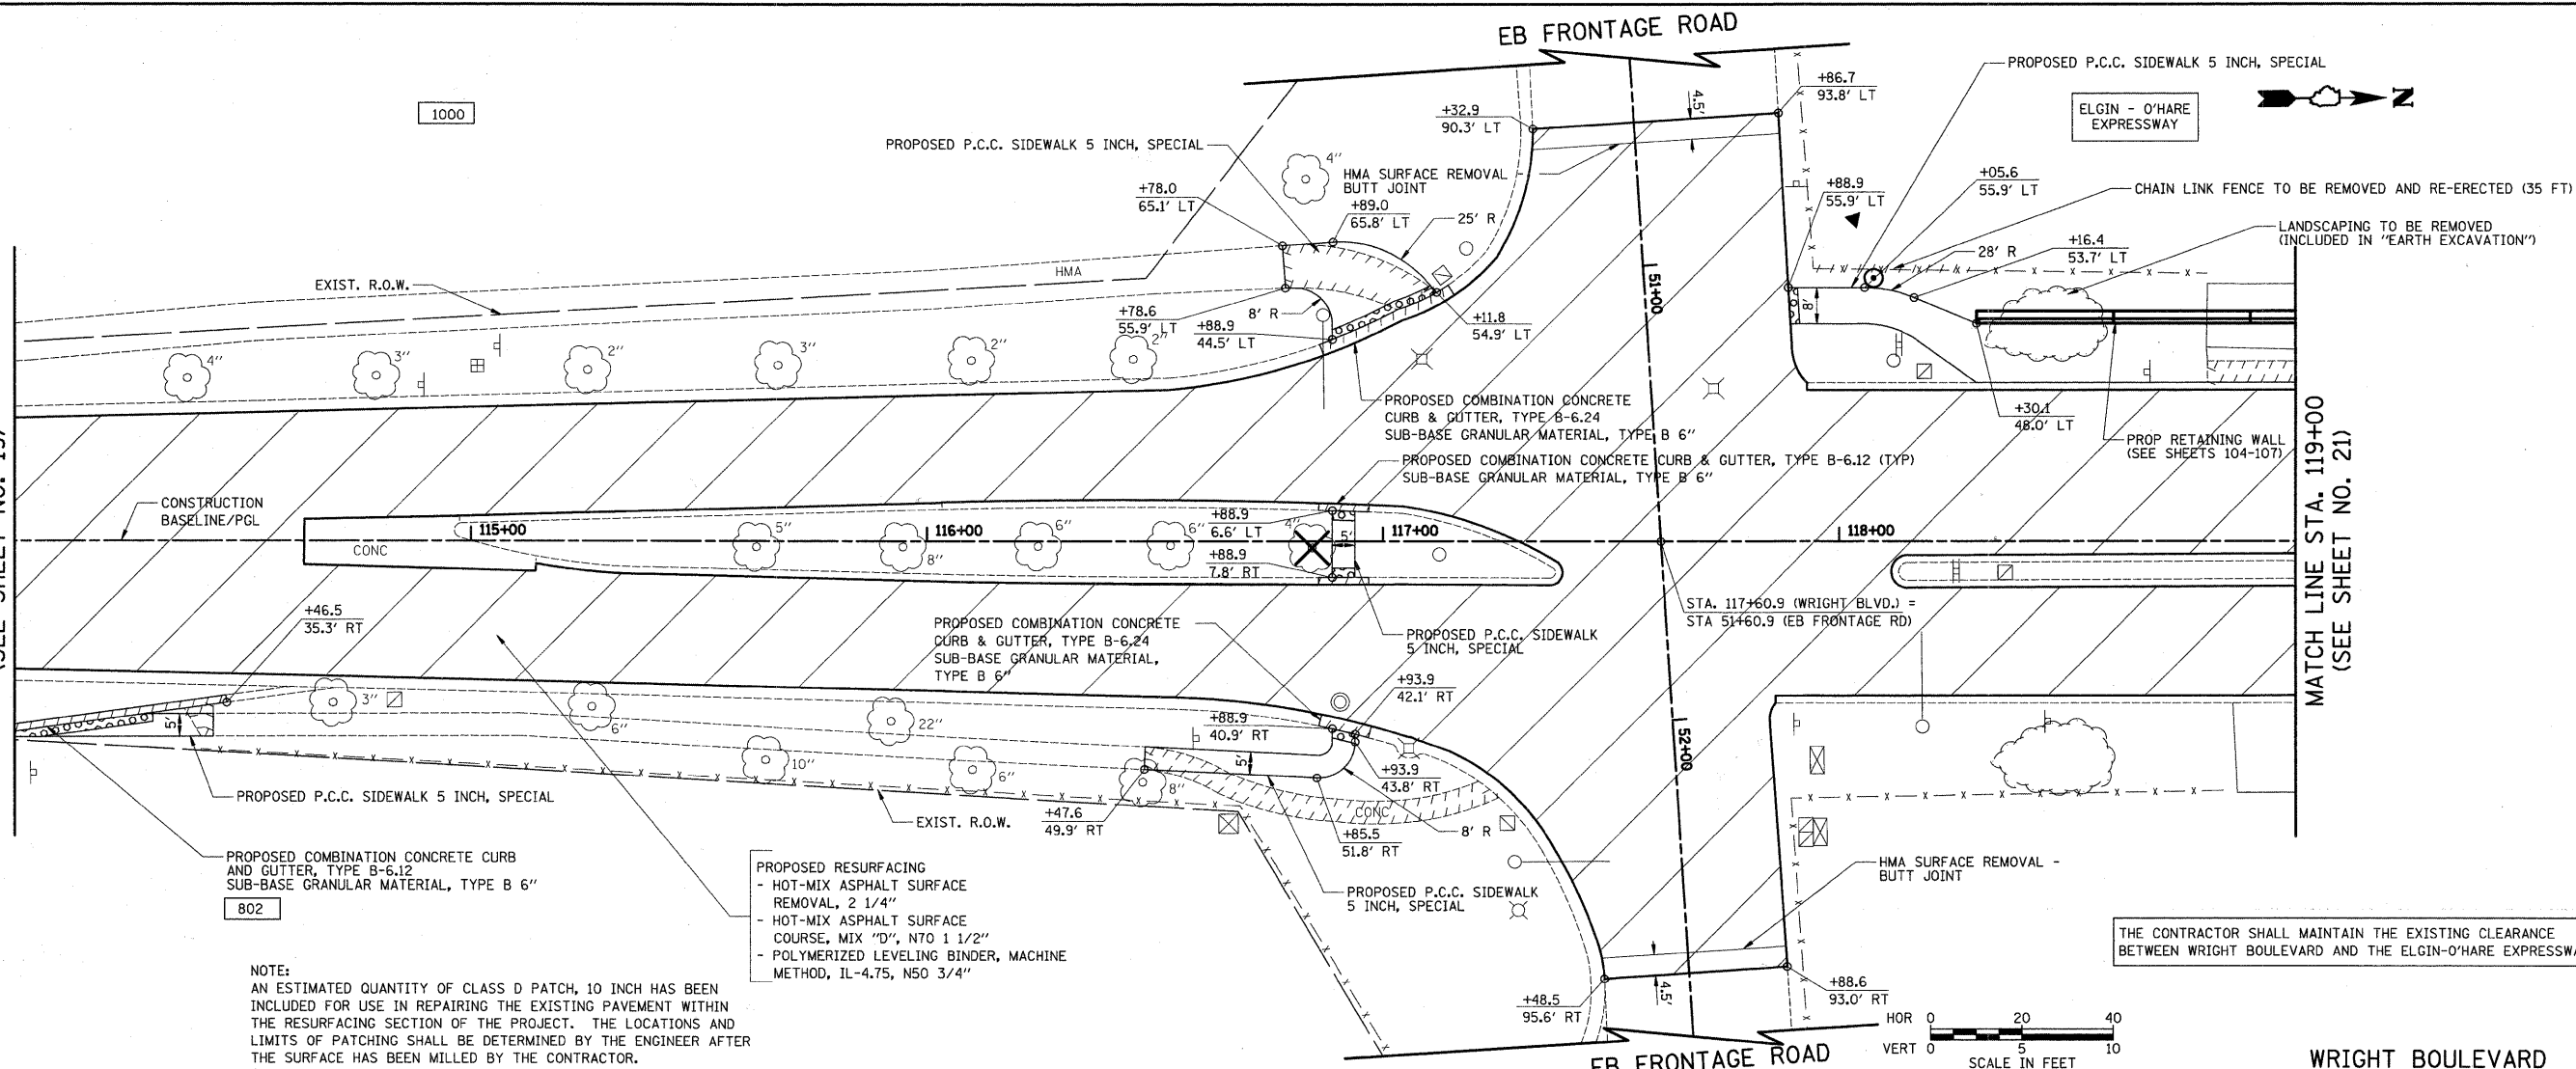 EB FRONTAGE ROAD
1000
PROPOSED P.C.C. SIDEWALK 5 INCH, SPECIAL
ELGIN - O'HARE
EXPRESSWAY
N
+86.7
93.8' LT
4.5'
+32.9
90.3' LT
PROPOSED P.C.C. SIDEWALK 5 INCH, SPECIAL
4"
HMA SURFACE REMOVAL -
BUTT JOINT
+78.0
65.1' LT
+89.0
65.8' LT
25' R
+88.9
55.9' LT
+05.6
55.9' LT
CHAIN LINK FENCE TO BE REMOVED AND RE-ERECTED (35 FT)
LANDSCAPING TO BE REMOVED
(INCLUDED IN "EARTH EXCAVATION")
28' R
+16.4
53.7' LT
HMA
EXIST. R.O.W.
51+00
8'
+78.6
55.9' LT
8' R
+88.9
44.5' LT
+11.8
54.9' LT
4"
3"
2"
3"
2"
2"
PROPOSED COMBINATION CONCRETE
CURB & GUTTER, TYPE B-6.24
SUB-BASE GRANULAR MATERIAL, TYPE B 6"
+30.1
48.0' LT
PROP RETAINING WALL
(SEE SHEETS 104-107)
PROPOSED COMBINATION CONCRETE CURB & GUTTER, TYPE B-6.12 (TYP)
SUB-BASE GRANULAR MATERIAL, TYPE B 6"
MATCH LINE STA. 119+00
(SEE SHEET NO. 21)
CONSTRUCTION
BASELINE/PGL
CONC
115+00
5"
8"
116+00
6"
6"
+88.9
6.6' LT
4"
5'
117+00
118+00
+88.9
7.8' RT
STA. 117+60.9 (WRIGHT BLVD.) =
STA 51+60.9 (EB FRONTAGE RD)
+46.5
35.3' RT
PROPOSED COMBINATION CONCRETE
CURB & GUTTER, TYPE B-6.24
SUB-BASE GRANULAR MATERIAL,
TYPE B 6"
PROPOSED P.C.C. SIDEWALK
5 INCH, SPECIAL
+93.9
42.1' RT
+88.9
40.9' RT
5'
3"
6"
22"
10"
6"
8"
5'
52+00
+93.9
43.8' RT
PROPOSED P.C.C. SIDEWALK 5 INCH, SPECIAL
EXIST. R.O.W.
+47.6
49.9' RT
CONC
+85.5
51.8' RT
8' R
PROPOSED COMBINATION CONCRETE CURB
AND GUTTER, TYPE B-6.12
SUB-BASE GRANULAR MATERIAL, TYPE B 6"
802
PROPOSED RESURFACING
- HOT-MIX ASPHALT SURFACE
REMOVAL, 2 1/4"
- HOT-MIX ASPHALT SURFACE
COURSE, MIX "D", N70 1 1/2"
- POLYMERIZED LEVELING BINDER, MACHINE
METHOD, IL-4.75, N50 3/4"
PROPOSED P.C.C. SIDEWALK
5 INCH, SPECIAL
HMA SURFACE REMOVAL -
BUTT JOINT
THE CONTRACTOR SHALL MAINTAIN THE EXISTING CLEARANCE
BETWEEN WRIGHT BOULEVARD AND THE ELGIN-O'HARE
NOTE:
AN ESTIMATED QUANTITY OF CLASS D PATCH, 10 INCH HAS BEEN
INCLUDED FOR USE IN REPAIRING THE EXISTING PAVEMENT WITHIN
THE RESURFACING SECTION OF THE PROJECT. THE LOCATIONS AND
LIMITS OF PATCHING SHALL BE DETERMINED BY THE ENGINEER AFTER
THE SURFACE HAS BEEN MILLED BY THE CONTRACTOR.
+48.5
95.6' RT
4.5'
+88.6
93.0' RT
EB FRONTAGE ROAD
HOR 0 20 40
VERT 0 5 10
SCALE IN FEET
WRIGHT BOULEVARD